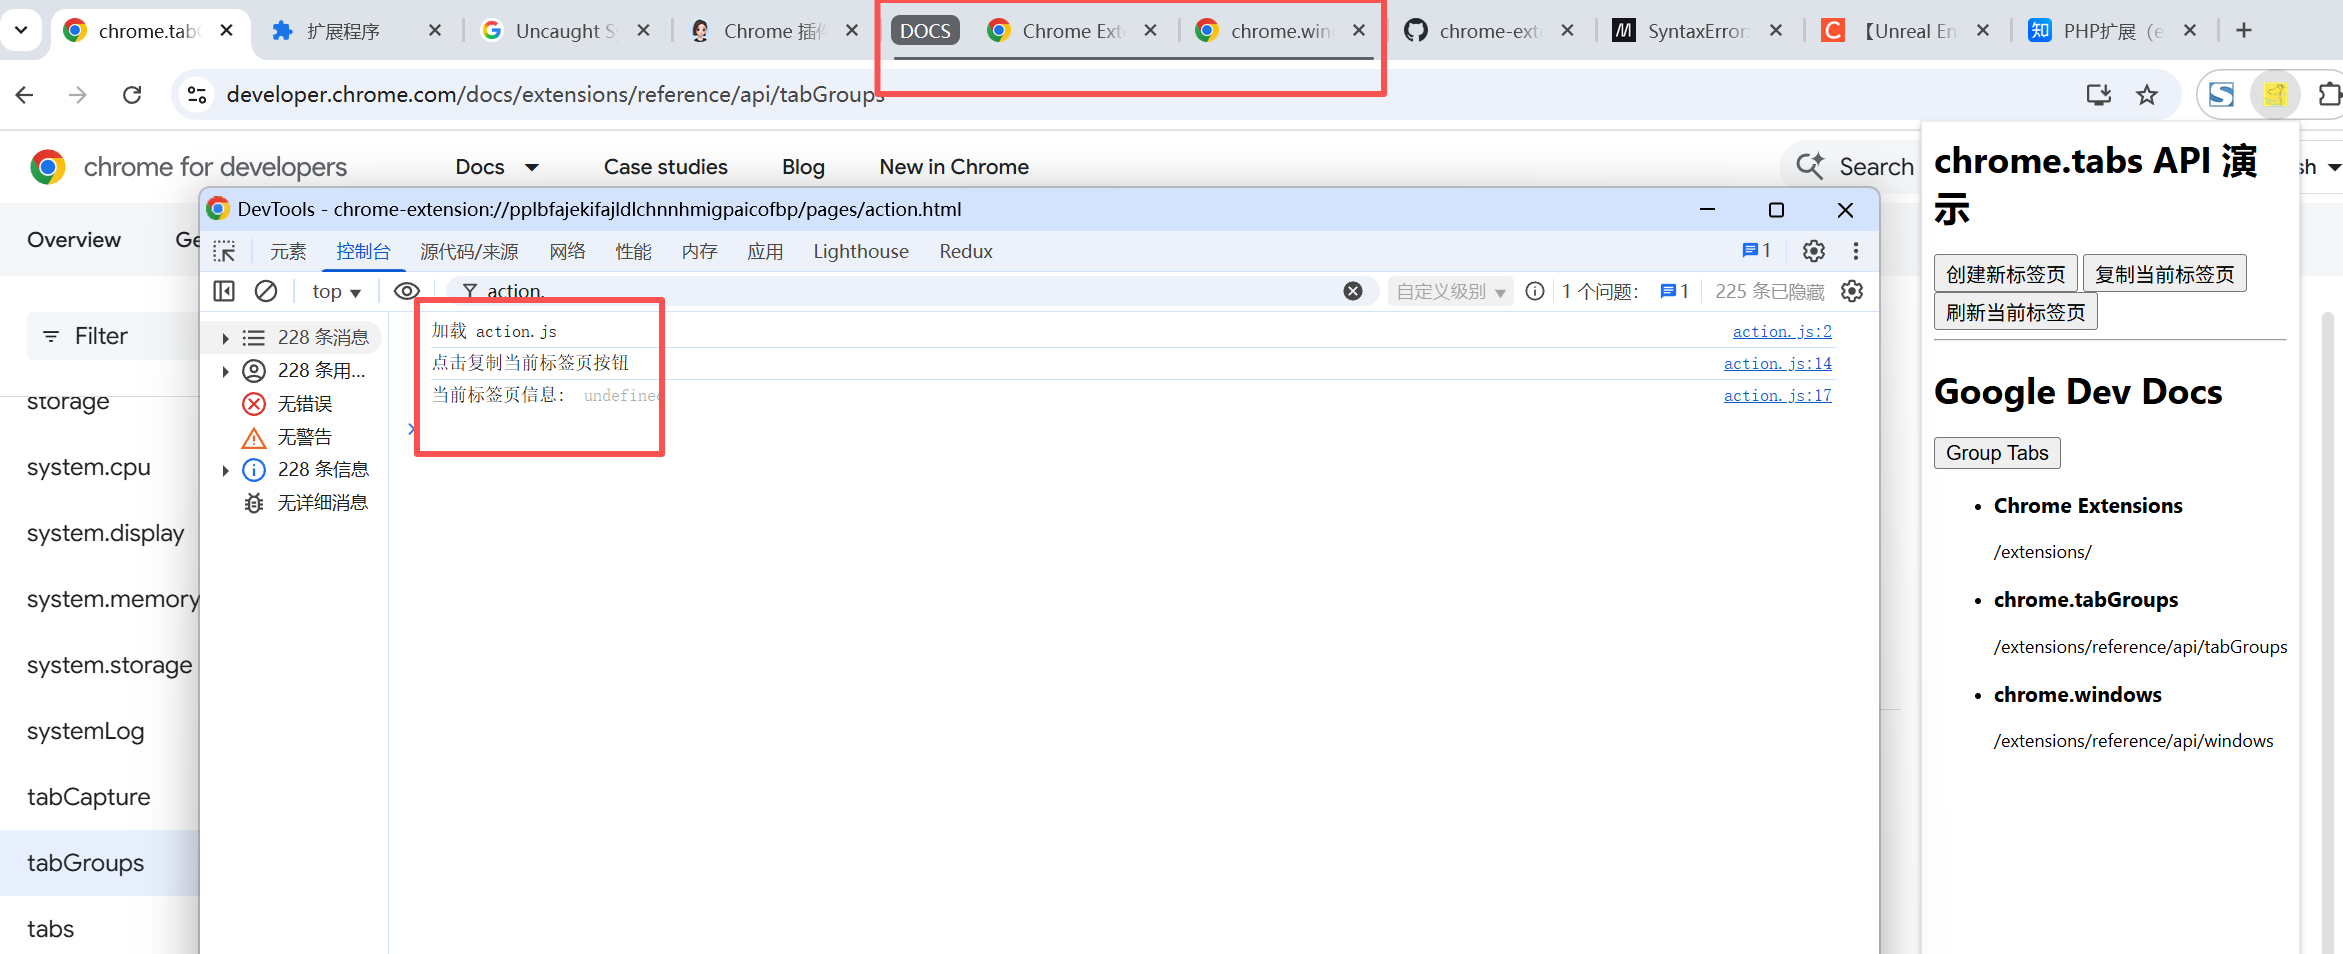 chrome.tab
扩展程序
Uncaught S
Chrome 插件
DOCS
Chrome Ext
chrome.win
chrome-ext
SyntaxError:
【Unreal En
PHP扩展（e
developer.chrome.com/docs/extensions/reference/api/tabGroups
chrome for developers
Docs
Case studies
Blog
New in Chrome
Search
sh
Overview
Ge
Filter
storage
system.cpu
system.display
system.memory
system.storage
systemLog
tabCapture
tabGroups
tabs
DevTools - chrome-extension://pplbfajekifajldlchnnhmigpaicofbp/pages/action.html
元素
控制台
源代码/来源
网络
性能
内存
应用
Lighthouse
Redux
1
top
action.
自定义级别
1 个问题:
1
225 条已隐藏
228 条消息
228 条用...
无错误
无警告
228 条信息
无详细消息
加载 action.js
action.js:2
点击复制当前标签页按钮
action.js:14
当前标签页信息: undefined
action.js:17
chrome.tabs API 演
示
创建新标签页
复制当前标签页
刷新当前标签页
Google Dev Docs
Group Tabs
Chrome Extensions
/extensions/
chrome.tabGroups
/extensions/reference/api/tabGroups
chrome.windows
/extensions/reference/api/windows